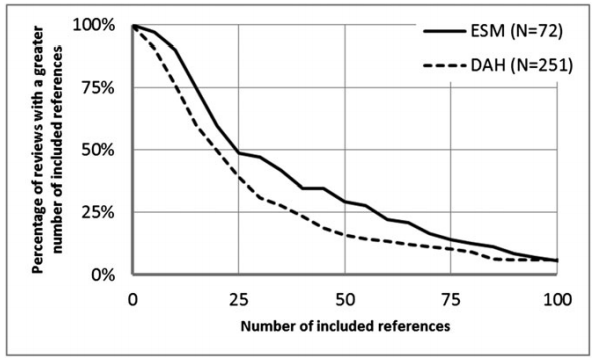 100%
75%
50%
25%
0%
Percentage of reviews with a greater
number of included references
ESM (N=72)
DAH (N=251)
0 25 50 75 100
Number of included references